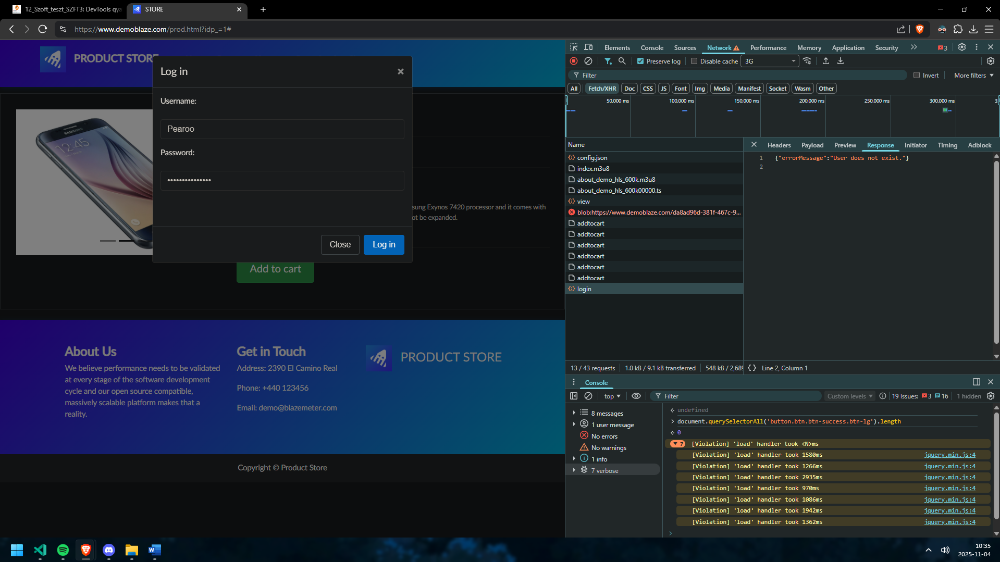 12_Szoft_teszt_SZFT3: DevTools gya
STORE
https://www.demoblaze.com/prod.html?idp_=1#
PRODUCT STORE
Log in
Username:
Pearoo
Password:
•••••••••••••••
sung Exynos 7420 processor and it comes with
ot be expanded.
Close
Log in
Add to cart
About Us
We believe performance needs to be validated
at every stage of the software development
cycle and our open source compatible,
massively scalable platform makes that a
reality.
Get in Touch
Address: 2390 El Camino Real
Phone: +440 123456
Email: demo@blazemeter.com
PRODUCT STORE
Copyright © Product Store
Elements Console Sources Network Performance Memory Application Security 3
Preserve log Disable cache 3G
Filter Invert More filters
All Fetch/XHR Doc CSS JS Font Img Media Manifest Socket Wasm Other
50,000 ms 100,000 ms 150,000 ms 200,000 ms 250,000 ms 300,000 ms 3
Name
config.json
index.m3u8
about_demo_hls_600k.m3u8
about_demo_hls_600k00000.ts
view
blob:https://www.demoblaze.com/da8ad96d-381f-467c-9...
addtocart
addtocart
addtocart
addtocart
addtocart
addtocart
login
Headers Payload Preview Response Initiator Timing Adblock
1 {"errorMessage":"User does not exist."}
2
13 / 43 requests 1.0 kB / 9.1 kB transferred 548 kB / 2,689
{} Line 2, Column 1
Console
top Filter Custom levels 19 Issues: 3 16 1 hidden
8 messages
1 user message
No errors
No warnings
1 info
7 verbose
undefined
document.querySelectorAll('button.btn.btn-success.btn-lg').length
0
7 [Violation] 'load' handler took <N>ms
[Violation] 'load' handler took 1580ms jquery.min.js:4
[Violation] 'load' handler took 1266ms jquery.min.js:4
[Violation] 'load' handler took 2935ms jquery.min.js:4
[Violation] 'load' handler took 970ms jquery.min.js:4
[Violation] 'load' handler took 1086ms jquery.min.js:4
[Violation] 'load' handler took 1942ms jquery.min.js:4
[Violation] 'load' handler took 1362ms jquery.min.js:4
10:35
2025-11-04